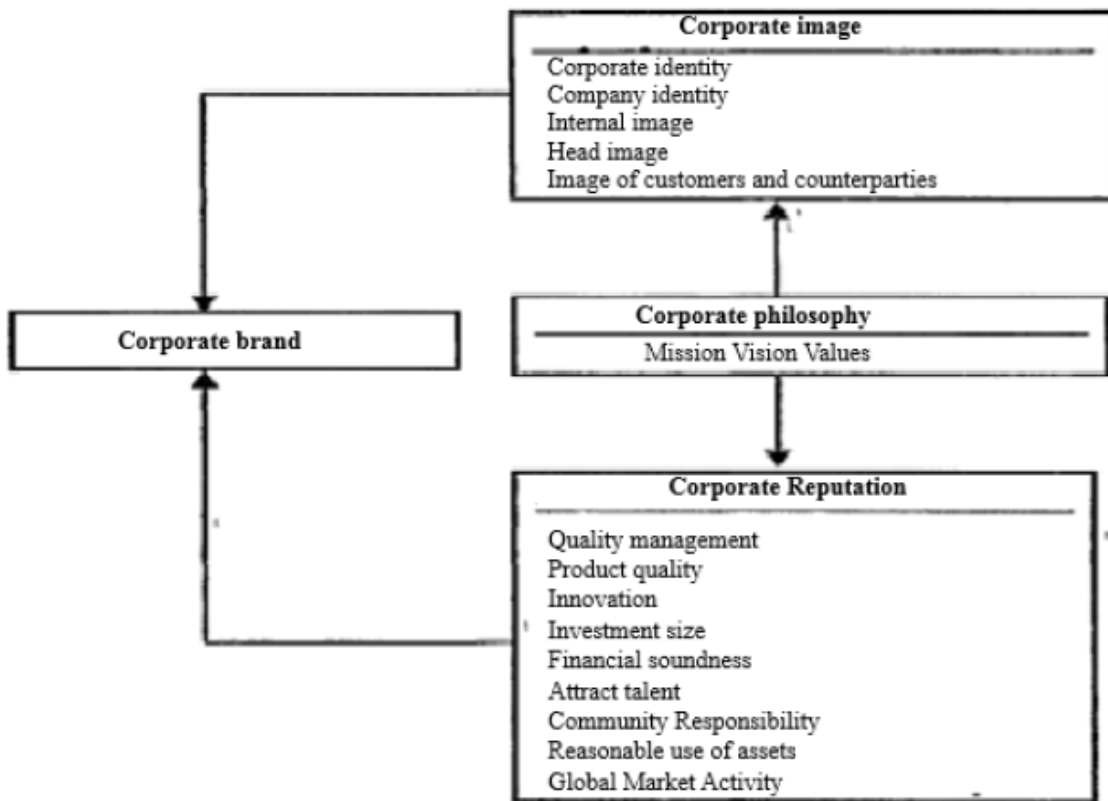 Corporate image
Corporate identity
Company identity
Internal image
Head image
Image of customers and counterparties
Corporate brand
Corporate philosophy
Mission Vision Values
Corporate Reputation
Quality management
Product quality
Innovation
Investment size
Financial soundness
Attract talent
Community Responsibility
Reasonable use of assets
Global Market Activity